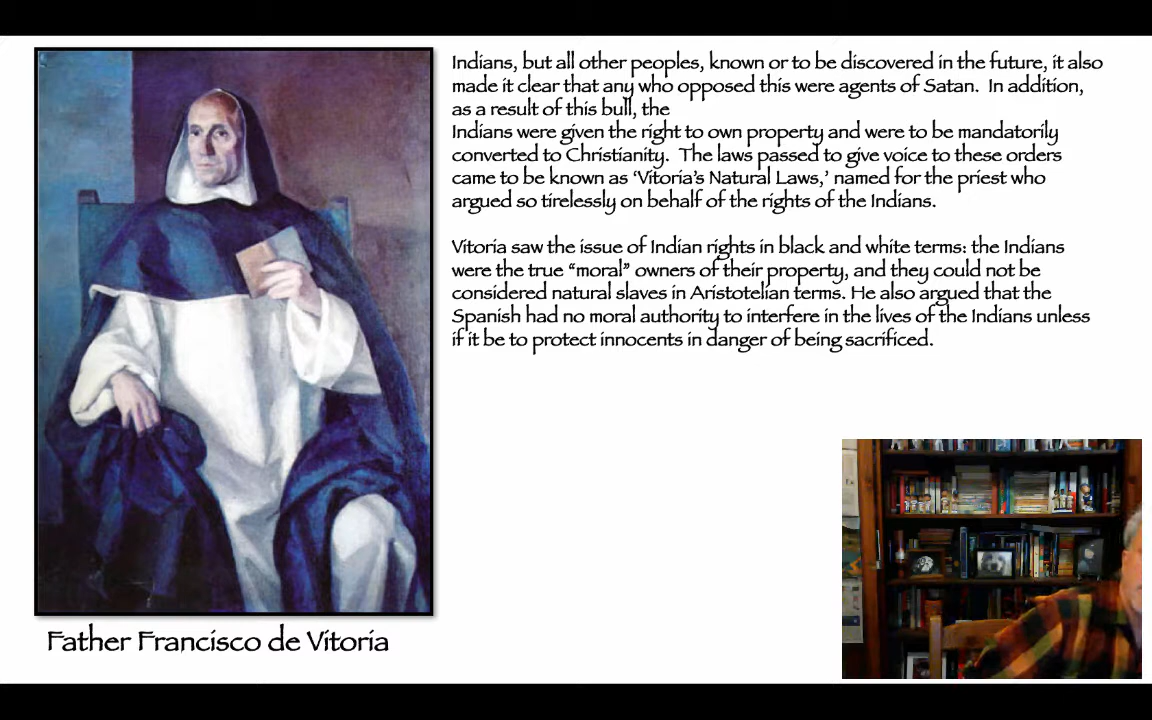 Indians, but all other peoples, known or to be discovered in the future, it also
made it clear that any who opposed this were agents of Satan. In addition,
as a result of this bull, the
Indians were given the right to own property and were to be mandatorily
converted to Christianity. The laws passed to give voice to these orders
came to be known as ‘Vitoria’s Natural Laws,’ named for the priest who
argued so tirelessly on behalf of the rights of the Indians.
Vitoria saw the issue of Indian rights in black and white terms: the Indians
were the true “moral” owners of their property, and they could not be
considered natural slaves in Aristotelian terms. He also argued that the
Spanish had no moral authority to interfere in the lives of the Indians unless
if it be to protect innocents in danger of being sacrificed.
Father Francisco de Vitoria